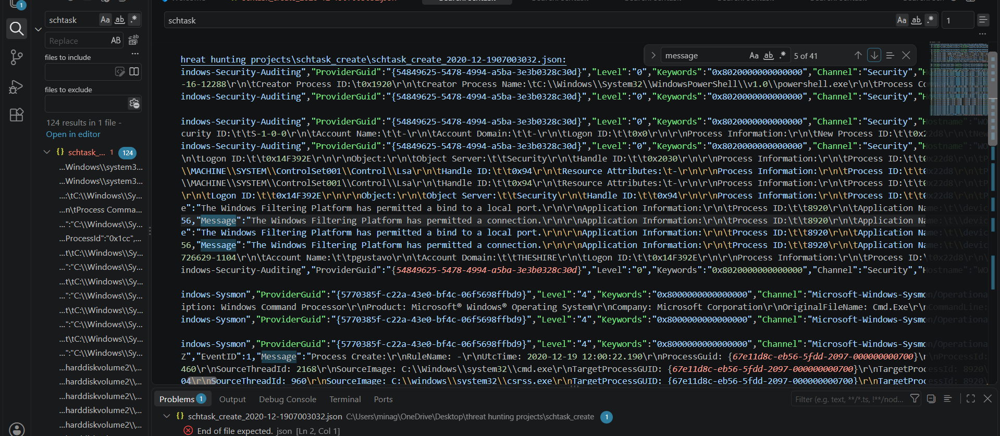 1
schtask
Aa ab .*
Replace
AB
files to include
files to exclude
124 results in 1 file -
Open in editor
{} schtask_... 1 124
...Windows\\system3...
...Windows\\system3...
...:\tC:\\Windows\\Sy...
...n\tProcess Comma...
...":"C:\\Windows\\Sy...
...ProcessId":"0x1cc",...
...t\tC:\\Windows\\Sy...
...":"C:\\Windows\\Sy...
...t\tC:\\Windows\\Sy...
...":"C:\\Windows\\Sy...
...t\tC:\\Windows\\Sy...
...":"C:\\Windows\\Sy...
...t\tC:\\Windows\\Sy...
...":"C:\\Windows\\Sy...
...harddiskvolume2\\...
...harddiskvolume2\\...
...harddiskvolume2\\...
...harddiskvolume2\\...
...harddiskvolume2\\...
schtask
Aa ab .* 1
message Aa ab .* 5 of 41
hreat hunting projects\schtask_create\schtask_create_2020-12-1907003032.json:
indows-Security-Auditing","ProviderGuid":"{54849625-5478-4994-a5ba-3e3b0328c30d}","Level":"0","Keywords":"0x8020000000000000","Channel":"Security","H
-16-12288\r\n\tCreator Process ID:\t0x1920\r\n\tCreator Process Name:\tC:\\Windows\\System32\\WindowsPowerShell\\v1.0\\powershell.exe\r\n\tProcess Co
indows-Security-Auditing","ProviderGuid":"{54849625-5478-4994-a5ba-3e3b0328c30d}","Level":"0","Keywords":"0x8020000000000000","Channel":"Security","H
indows-Security-Auditing","ProviderGuid":"{54849625-5478-4994-a5ba-3e3b0328c30d}","Level":"0","Keywords":"0x8020000000000000","Channel":"Security","Hostname":"WO
curity ID:\t\tS-1-0-0\r\n\tAccount Name:\t\t-\r\n\tAccount Domain:\t\t-\r\n\tLogon ID:\t\t0x0\r\n\r\nProcess Information:\r\n\tNew Process ID:\t\t0x22d8\r\n\tNew
indows-Security-Auditing","ProviderGuid":"{54849625-5478-4994-a5ba-3e3b0328c30d}","Level":"0","Keywords":"0x8020000000000000","Channel":"Security","Hostname":"WO
\n\tLogon ID:\t\t0x14F392E\r\n\r\nObject:\r\n\tObject Server:\t\tSecurity\r\n\tHandle ID:\t\t0x2030\r\n\r\nProcess Information:\r\n\tProcess ID:\t\t0x22d8\r\n\tP
\\MACHINE\\SYSTEM\\ControlSet001\\Control\\Lsa\r\n\tHandle ID:\t\t0x94\r\n\tResource Attributes:\t-\r\n\r\nProcess Information:\r\n\tProcess ID:\t\t0x22d8\r\n\tP
\\MACHINE\\SYSTEM\\ControlSet001\\Control\\Lsa\r\n\tHandle ID:\t\t0x94\r\n\tResource Attributes:\t-\r\n\r\nProcess Information:\r\n\tProcess ID:\t\t0x22d8\r\n\tP
\r\n\tLogon ID:\t\t0x14F392E\r\n\r\nObject:\r\n\tObject Server:\t\tSecurity\r\n\tHandle ID:\t\t0x94\r\n\r\nProcess Information:\r\n\tProcess ID:\t\t0x22d8\r\n\tP
e":"The Windows Filtering Platform has permitted a bind to a local port.\r\n\r\nApplication Information:\r\n\tProcess ID:\t\t8920\r\n\tApplication Name:\t\\devic
56,"Message":"The Windows Filtering Platform has permitted a connection.\r\n\r\nApplication Information:\r\n\tProcess ID:\t\t8920\r\n\tApplication Name:\t\\devic
e":"The Windows Filtering Platform has permitted a bind to a local port.\r\n\r\nApplication Information:\r\n\tProcess ID:\t\t8920\r\n\tApplication Name:\t\\devic
56,"Message":"The Windows Filtering Platform has permitted a connection.\r\n\r\nApplication Information:\r\n\tProcess ID:\t\t8920\r\n\tApplication Name:\t\\devic
726629-1104\r\n\tAccount Name:\t\tpgustavo\r\n\tAccount Domain:\t\tTHESHIRE\r\n\tLogon ID:\t\t0x14F392E\r\n\r\nProcess Information:\r\n\tProcess ID:\t0x22d8\r\n\
indows-Security-Auditing","ProviderGuid":"{54849625-5478-4994-a5ba-3e3b0328c30d}","Level":"0","Keywords":"0x8020000000000000","Channel":"Security","Hostname":"WO
indows-Sysmon","ProviderGuid":"{5770385f-c22a-43e0-bf4c-06f5698ffbd9}","Level":"4","Keywords":"0x8000000000000000","Channel":"Microsoft-Windows-Sysmon/Operationa
iption: Windows Command Processor\r\nProduct: Microsoft® Windows® Operating System\r\nCompany: Microsoft Corporation\r\nOriginalFileName: Cmd.Exe\r\nCommandLine:
indows-Sysmon","ProviderGuid":"{5770385f-c22a-43e0-bf4c-06f5698ffbd9}","Level":"4","Keywords":"0x8000000000000000","Channel":"Microsoft-Windows-Sysmon/Operationa
indows-Sysmon","ProviderGuid":"{5770385f-c22a-43e0-bf4c-06f5698ffbd9}","Level":"4","Keywords":"0x8000000000000000","Channel":"Microsoft-Windows-Sysmon/Operationa
Z","EventID":1,"Message":"Process Create:\r\nRuleName: -\r\nUtcTime: 2020-12-19 12:00:22.190\r\nProcessGuid: {67e11d8c-eb56-5fdd-2097-000000000700}\r\nProcessId:
460\r\nSourceThreadId: 2168\r\nSourceImage: C:\\Windows\\system32\\cmd.exe\r\nTargetProcessGUID: {67e11d8c-eb56-5fdd-2097-000000000700}\r\nTargetProcessId: 8920\
04\r\nSourceThreadId: 960\r\nSourceImage: C:\\windows\\system32\\csrss.exe\r\nTargetProcessGUID: {67e11d8c-eb56-5fdd-2097-000000000700}\r\nTargetProcessId: 8920\
Problems 1 Output Debug Console Terminal Ports
Filter (e.g. text, **/*.ts, !**/nod...
{} schtask_create_2020-12-1907003032.json C:\Users\minag\OneDrive\Desktop\threat hunting projects\schtask_create 1
End of file expected. json [Ln 2, Col 1]